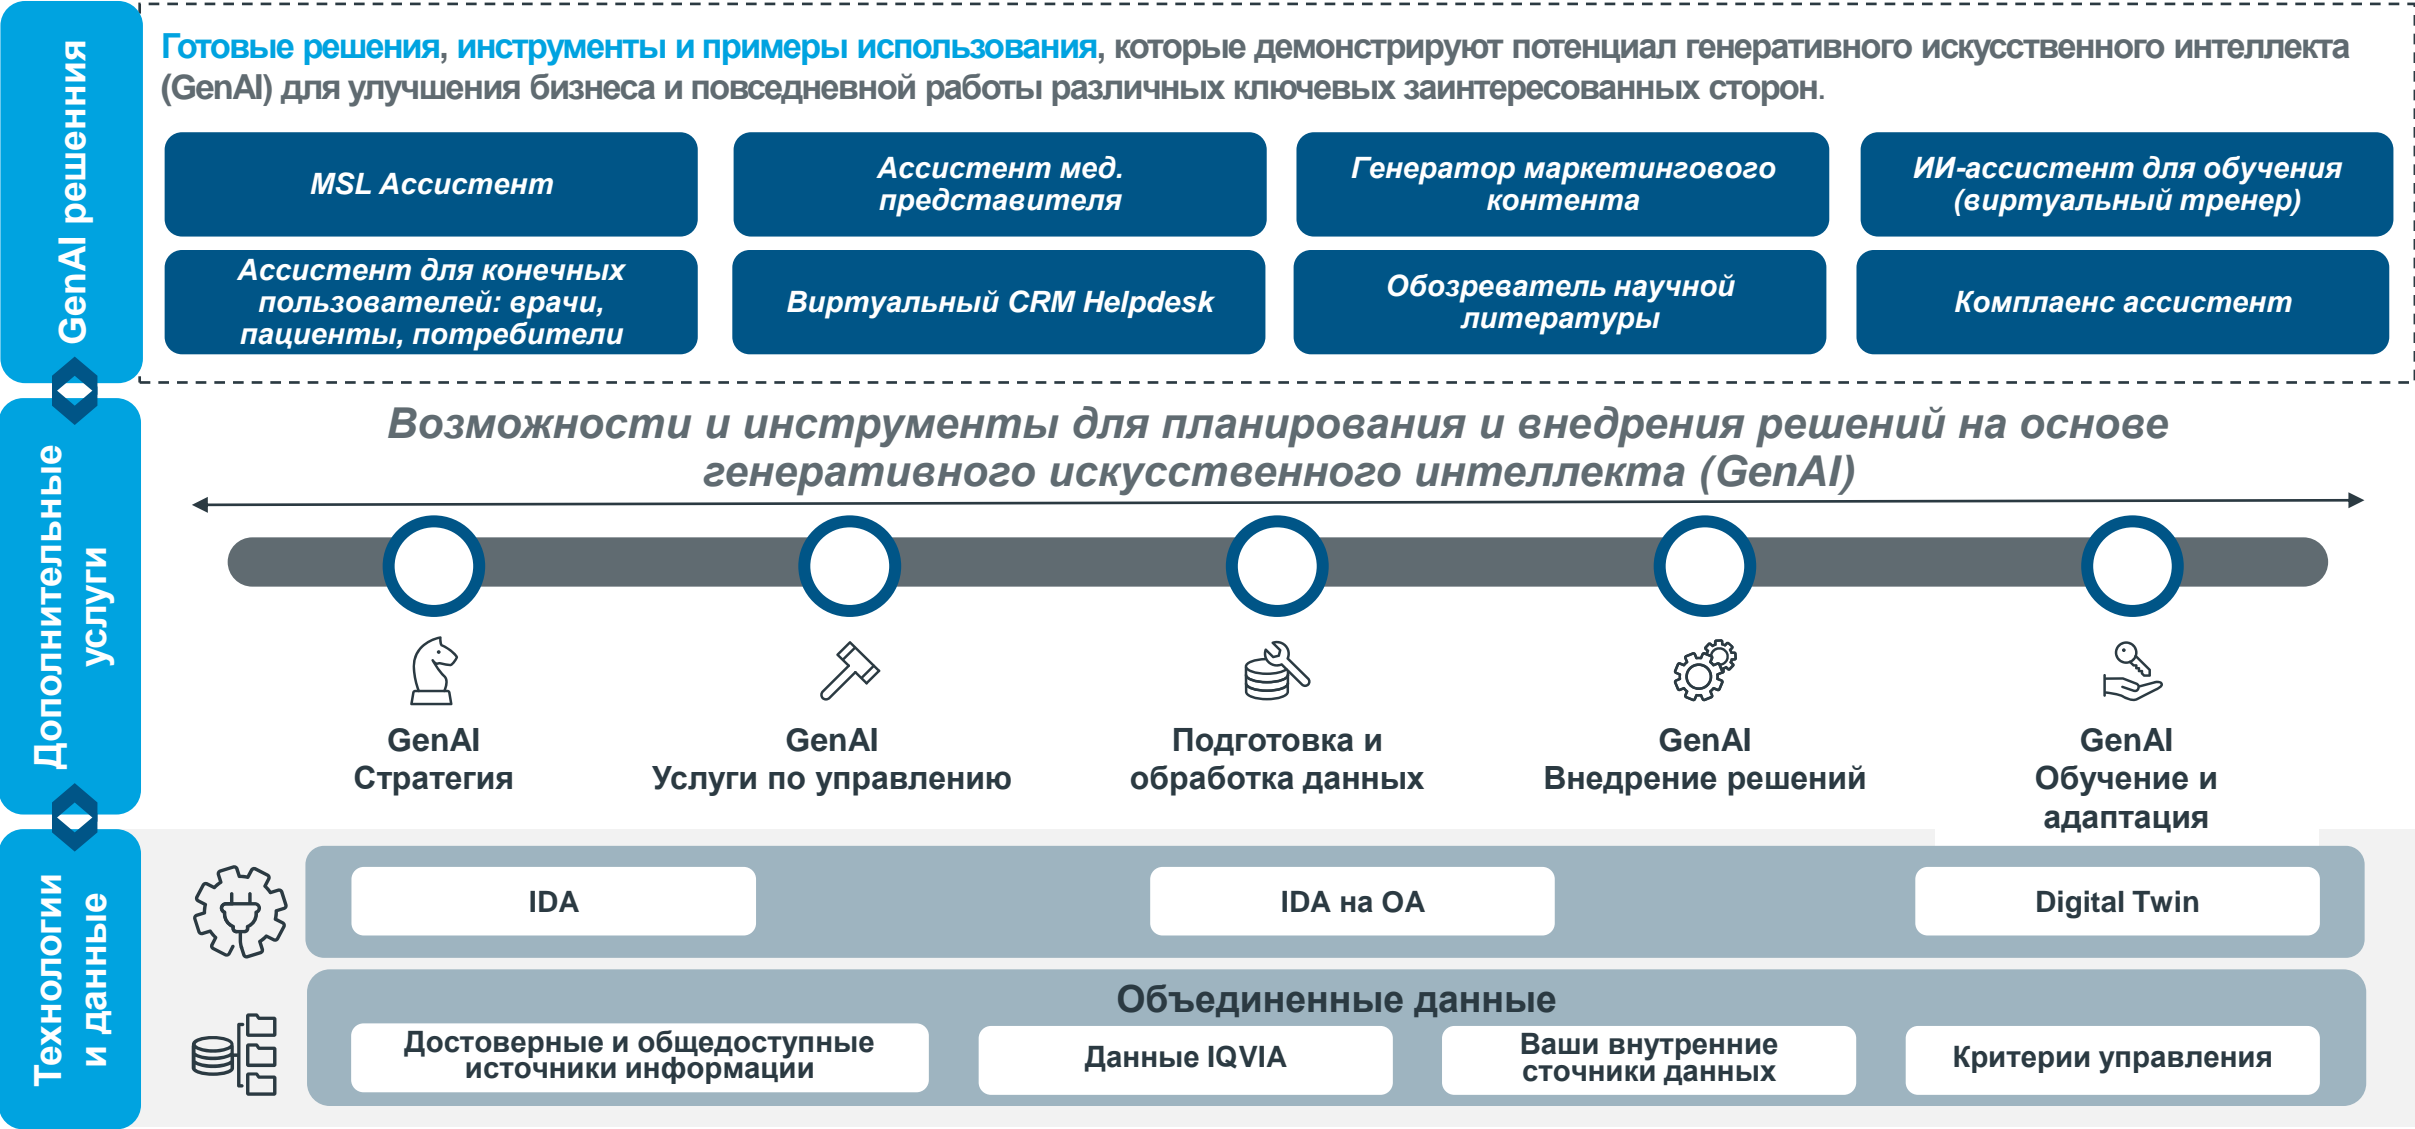 GenAI решенния
Готовые решения, инструменты и примеры использования, которые демонстрируют потенциал генеративного искусственного интеллекта
(GenAI) для улучшения бизнеса и повседневной работы различных ключевых заинтересованных сторон.
MSL Ассистент
Ассистент мед.
представителя
Генератор маркетингового
контента
ИИ-ассистент для обучения
(виртуальный тренер)
Ассистент для конечных
пользователей: врачи,
пациенты, потребители
Виртуальный CRM Helpdesk
Обозреватель научной
литературы
Комплаенс ассистент
Дополнительные
услуги
Возможности и инструменты для планирования и внедрения решений на основе
генеративного искусственного интеллекта (GenAI)
GenAI
Стратегия
GenAI
Услуги по управлению
Подготовка и
обработка данных
GenAI
Внедрение решений
GenAI
Обучение и
адаптация
Технологии
и данные
IDA
IDA на OA
Digital Twin
Объединенные данные
Достоверные и общедоступные
источники информации
Данные IQVIA
Ваши внутренние
сточники данных
Критерии управления